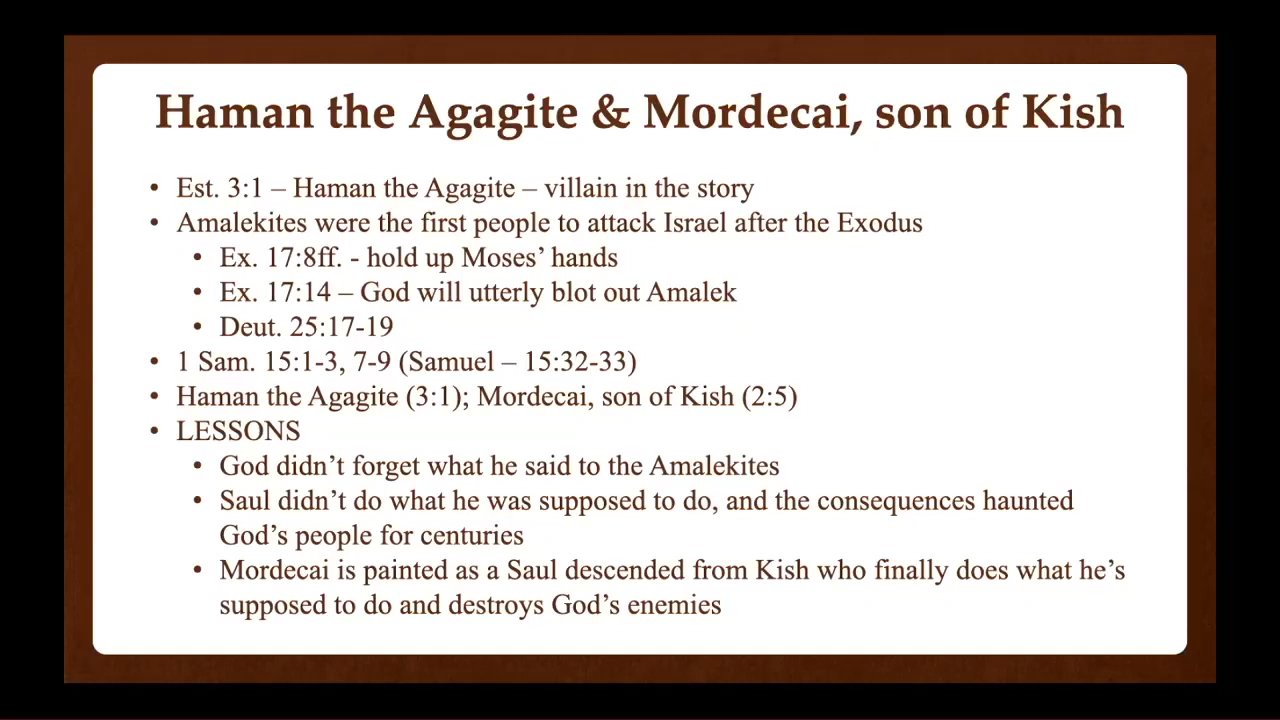 Haman the Agagite & Mordecai, son of Kish
• Est. 3:1 – Haman the Agagite – villain in the story
• Amalekites were the first people to attack Israel after the Exodus
• Ex. 17:8ff. - hold up Moses’ hands
• Ex. 17:14 – God will utterly blot out Amalek
• Deut. 25:17-19
• 1 Sam. 15:1-3, 7-9 (Samuel – 15:32-33)
• Haman the Agagite (3:1); Mordecai, son of Kish (2:5)
• LESSONS
• God didn’t forget what he said to the Amalekites
• Saul didn’t do what he was supposed to do, and the consequences haunted
God’s people for centuries
• Mordecai is painted as a Saul descended from Kish who finally does what he’s
supposed to do and destroys God’s enemies